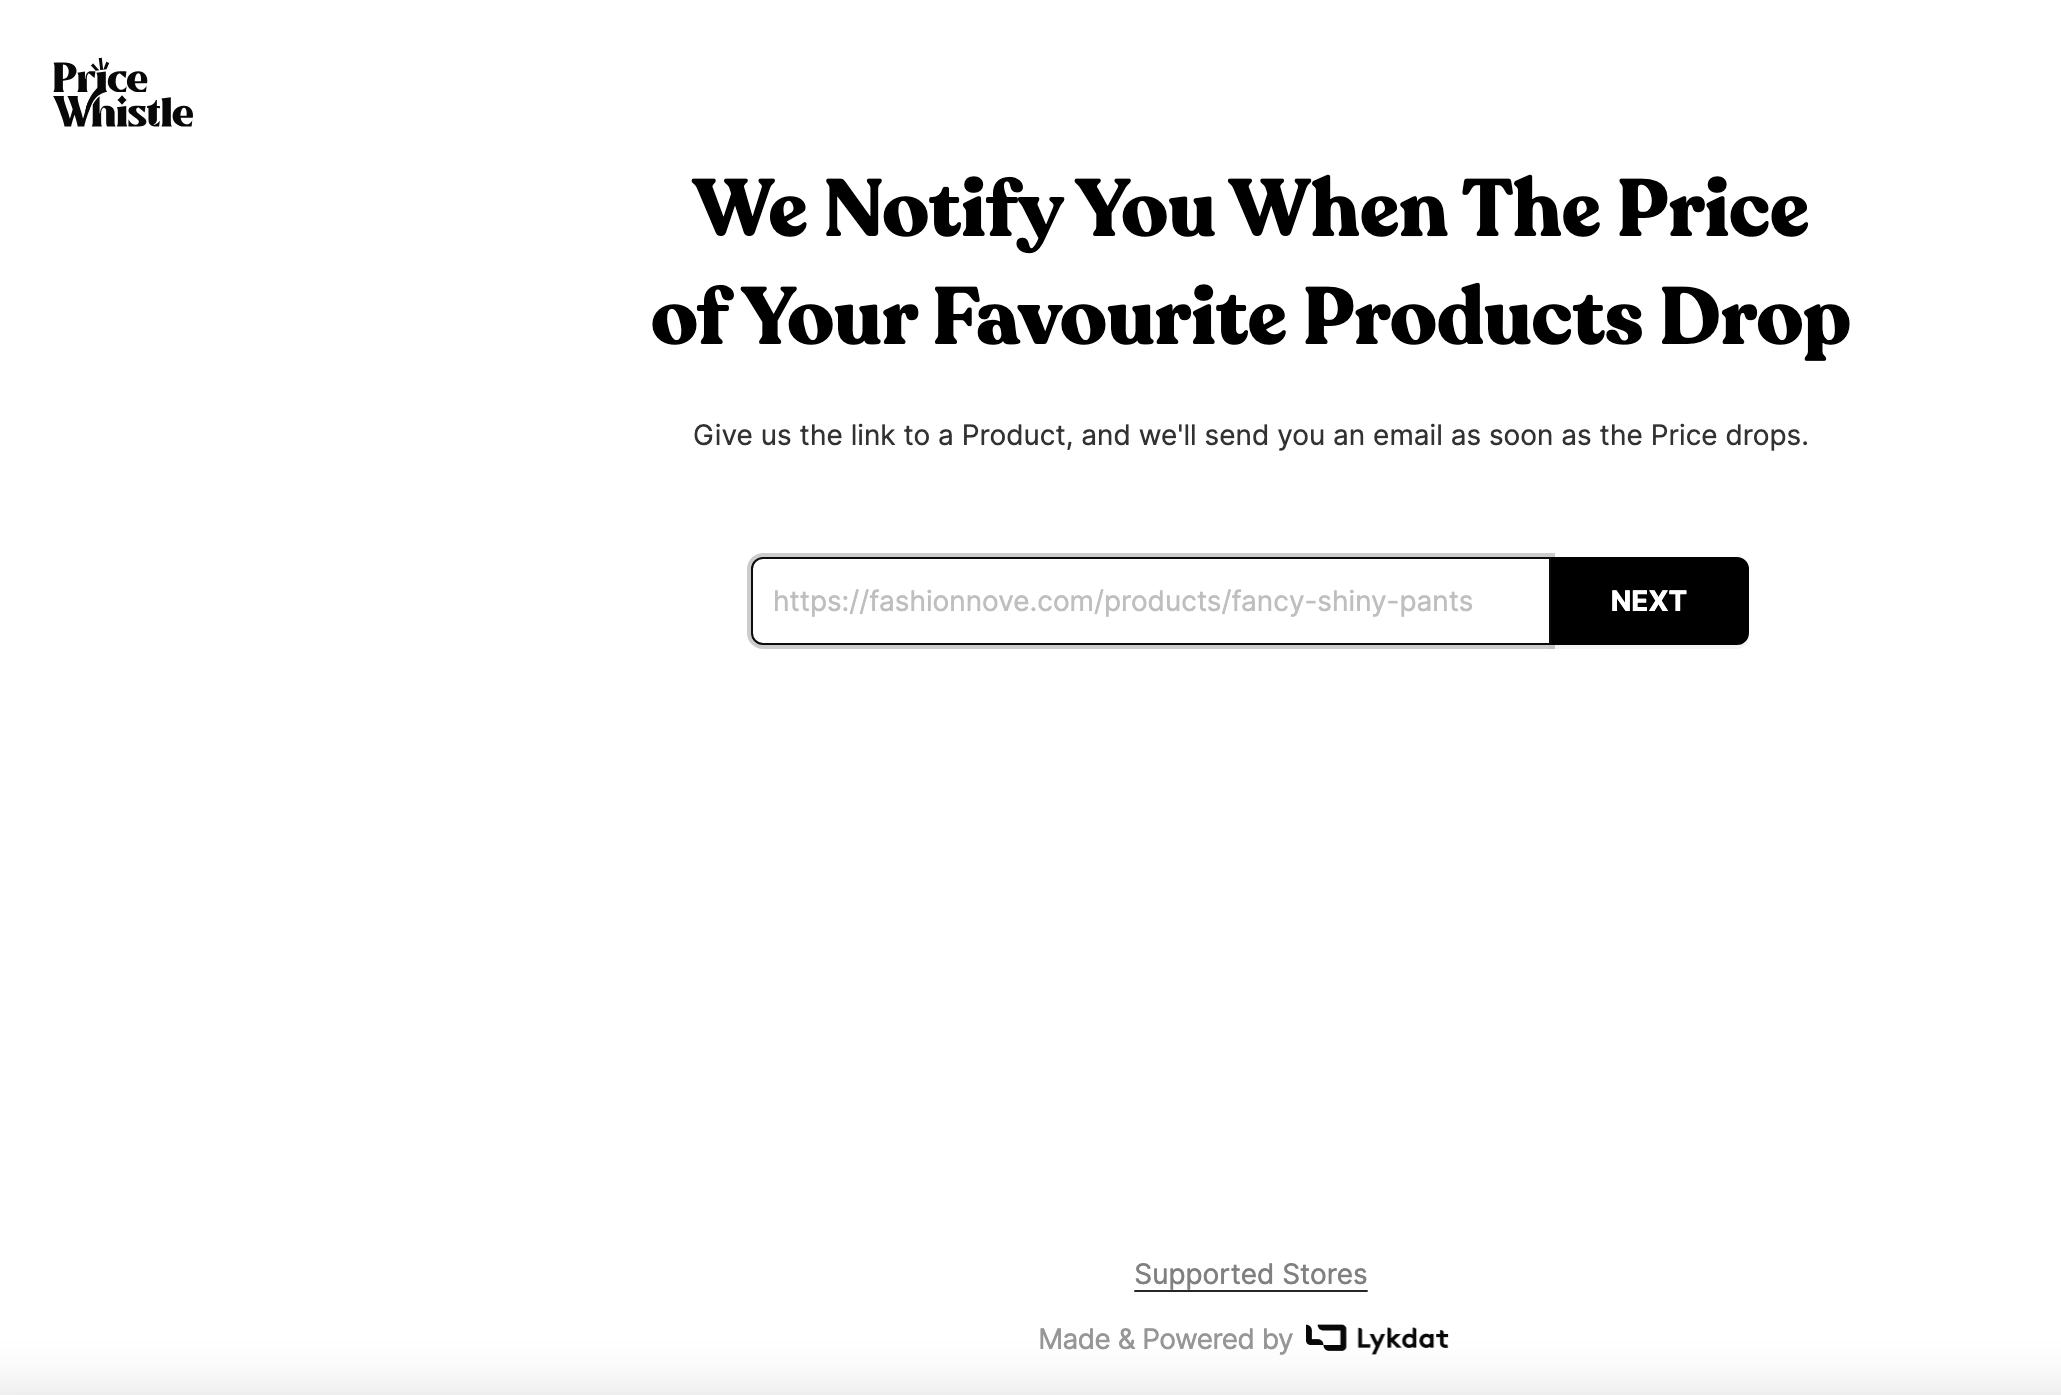 Price
Whistle
We Notify You When The Price
of Your Favourite Products Drop
Give us the link to a Product, and we'll send you an email as soon as the Price drops.
https://fashionnove.com/products/fancy-shiny-pants
NEXT
Supported Stores
Made & Powered by Lykdat